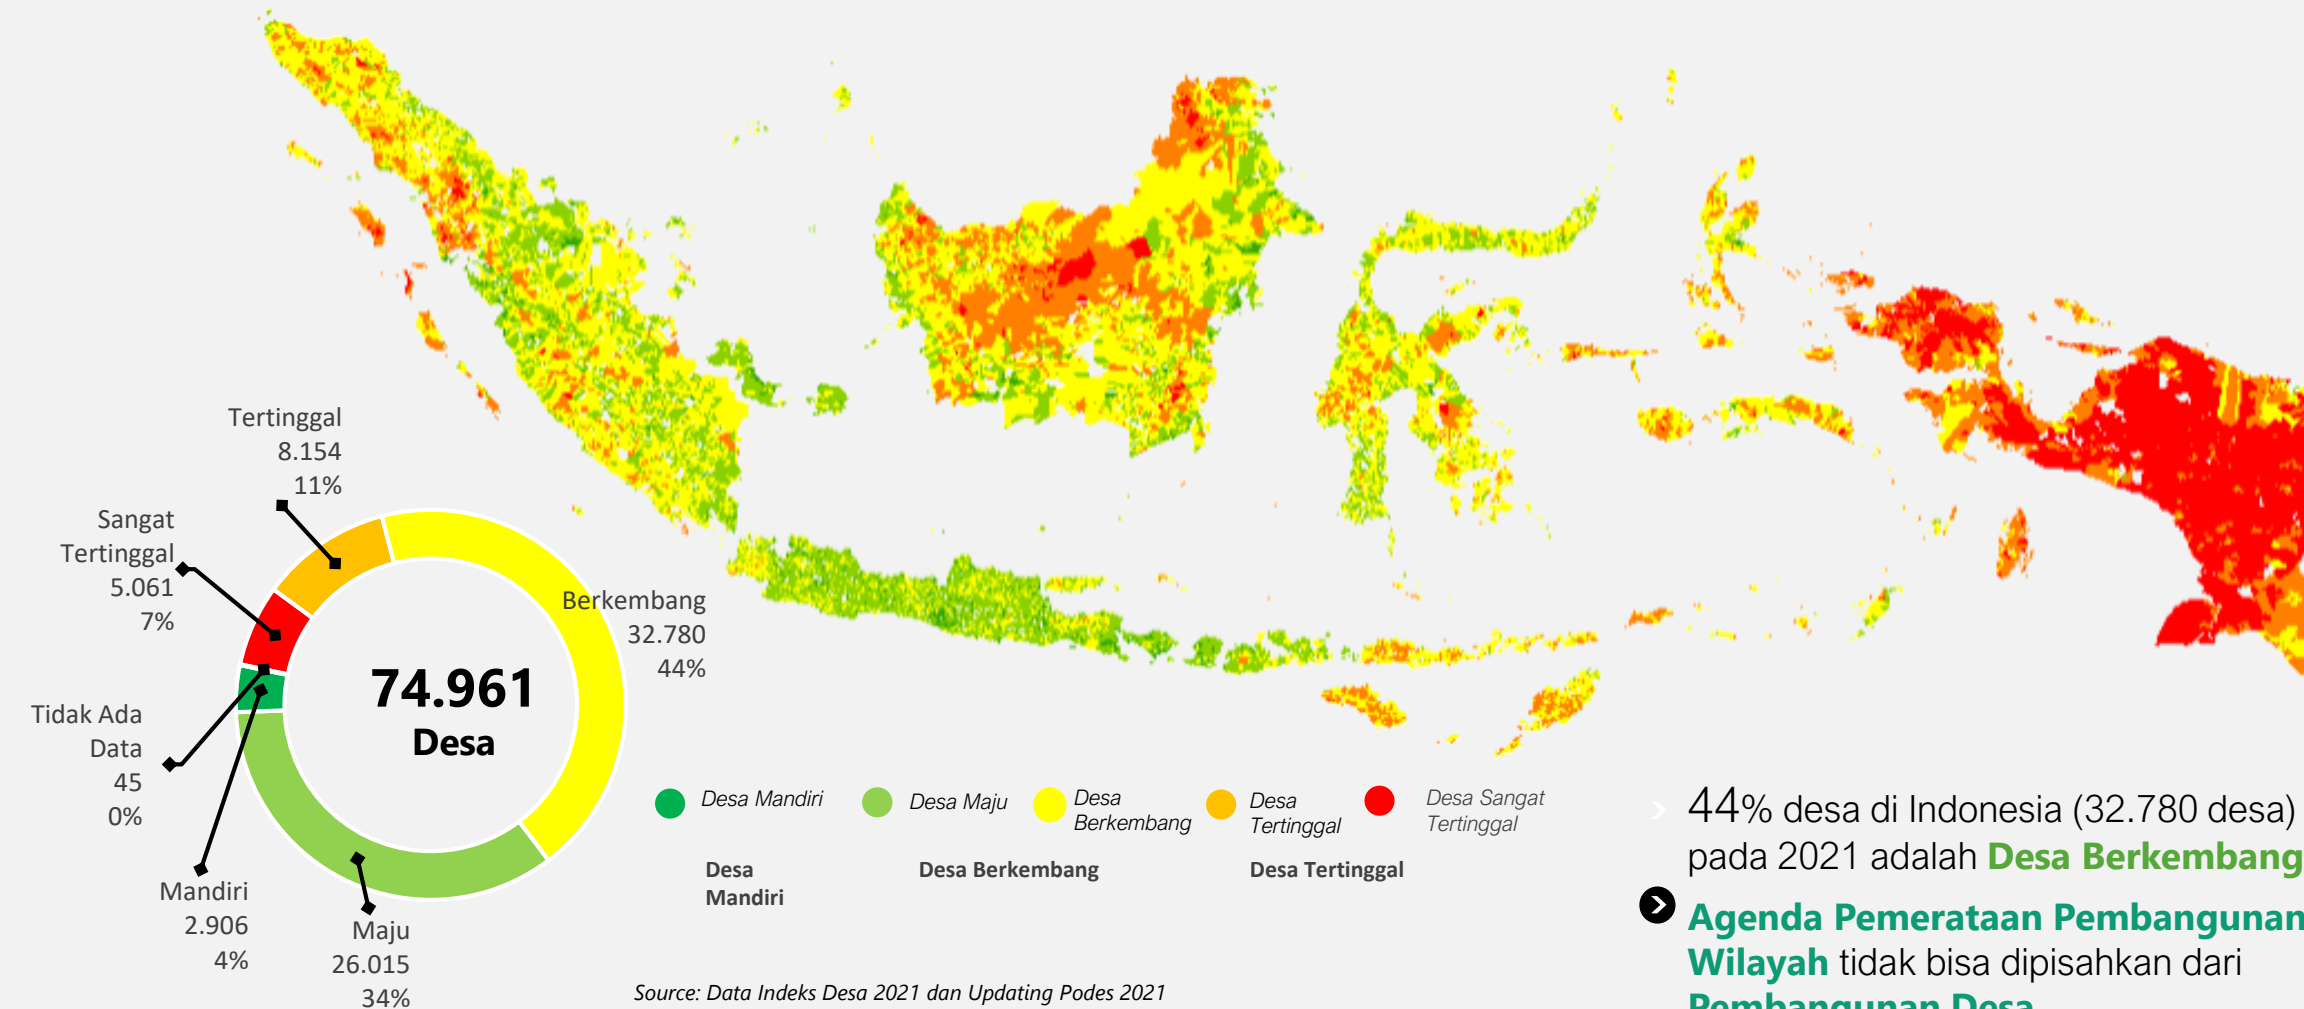 Tertinggal
8.154
11%
Sangat
Tertinggal
5.061
7%
Tidak Ada
Data
45
0%
Mandiri
2.906
4%
Maju
26.015
34%
Berkembang
32.780
44%
74.961
Desa
Desa Mandiri
Desa Maju
Desa
Berkembang
Desa
Tertinggal
Desa Sangat
Tertinggal
Desa
Mandiri
Desa Berkembang
Desa Tertinggal
Source: Data Indeks Desa 2021 dan Updating Podes 2021
44% desa di Indonesia (32.780 desa)
pada 2021 adalah Desa Berkembang
Agenda Pemerataan Pembangunan
Wilayah tidak bisa dipisahkan dari
Pembangunan Desa